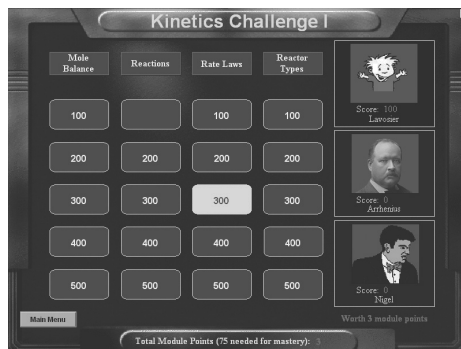 Kinetics Challenge I
Mole
Balance
Reactions
Rate Laws
Reactor
Types
100
100
100
200
200
200
200
300
300
300
300
400
400
400
400
500
500
500
500
Score: 100
Lavosier
Score: 0
Arrhenius
Score: 0
Nigel
Main Menu
Worth 3 module points
Total Module Points (75 needed for mastery): 3